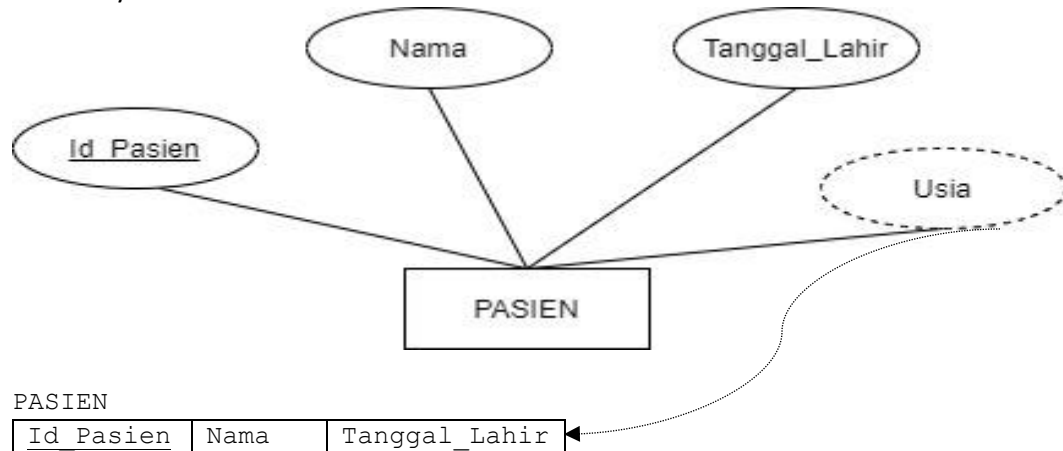 Nama
Tanggal_Lahir
Id_Pasien
Usia
PASIEN
PASIEN
Id_Pasien Nama Tanggal_Lahir